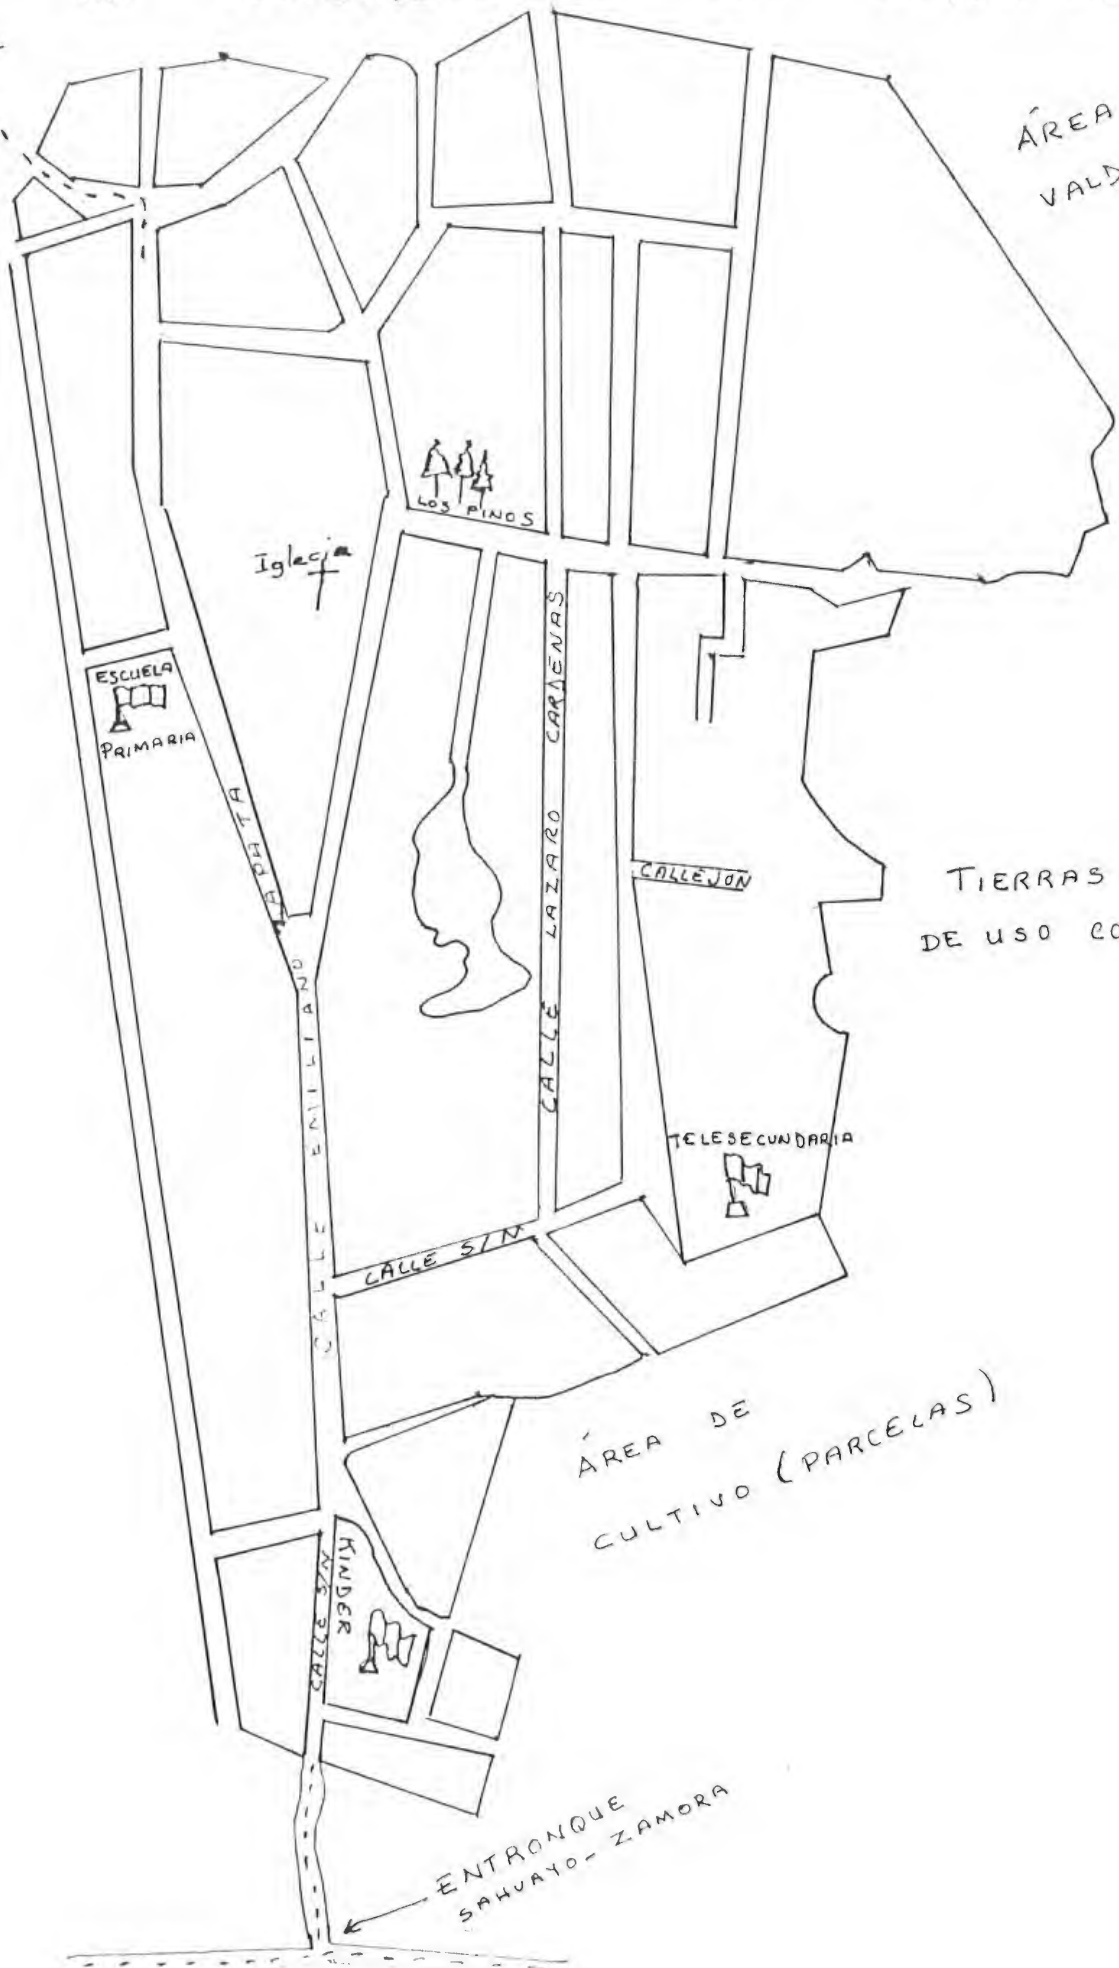 ÁREA
VALD
LOS PINOS
Iglecia
ESCUELA
PRIMARIA
CALLE EMILIANO ZAPATA
CALLE LAZARO CARDENAS
CALLEJON
TIERRAS
DE USO CO
TELESECUNDARIA
CALLE S/N
ÁREA DE
CULTIVO (PARCELAS)
KINDER
CALLE S/N
ENTRONQUE
SAHUAYO-ZAMORA